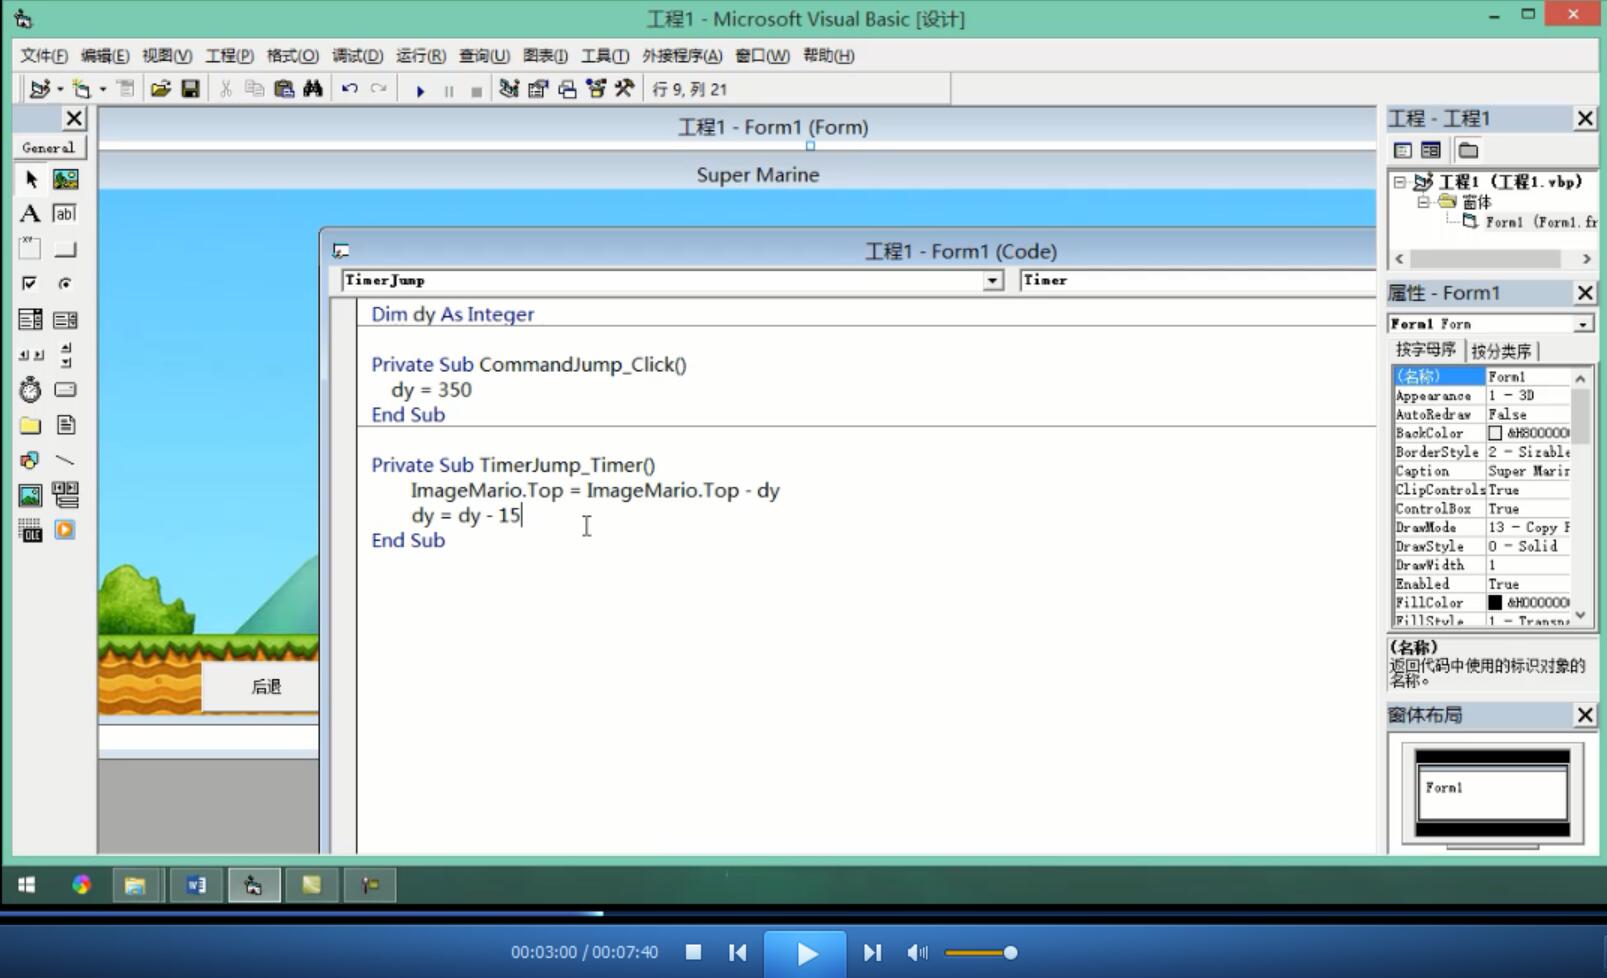 工程1 - Microsoft Visual Basic [设计]
文件(F) 编辑(E) 视图(V) 工程(P) 格式(O) 调试(D) 运行(R) 查询(U) 图表(I) 工具(T) 外接程序(A) 窗口(W) 帮助(H)
行 9, 列 21
General
工程1 - Form1 (Form)
Super Marine
后退
工程1 - Form1 (Code)
TimerJump Timer
Dim dy As Integer
Private Sub CommandJump_Click()
dy = 350
End Sub
Private Sub TimerJump_Timer()
ImageMario.Top = ImageMario.Top - dy
dy = dy - 15
End Sub
工程 - 工程1
工程1 (工程1.vbp)
窗体
Form1 (Form1.fr
属性 - Form1
Form1 Form
按字母序 按分类序
(名称) Form1
Appearance 1 - 3D
AutoRedraw False
BackColor &H800000
BorderStyle 2 - Sizable
Caption Super Marin
ClipControls True
ControlBox True
DrawMode 13 - Copy P
DrawStyle 0 - Solid
DrawWidth 1
Enabled True
FillColor &H000000
FillStyle 1 - Transp
(名称)
返回代码中使用的标识对象的
名称。
窗体布局
Form1
00:03:00 / 00:07:40